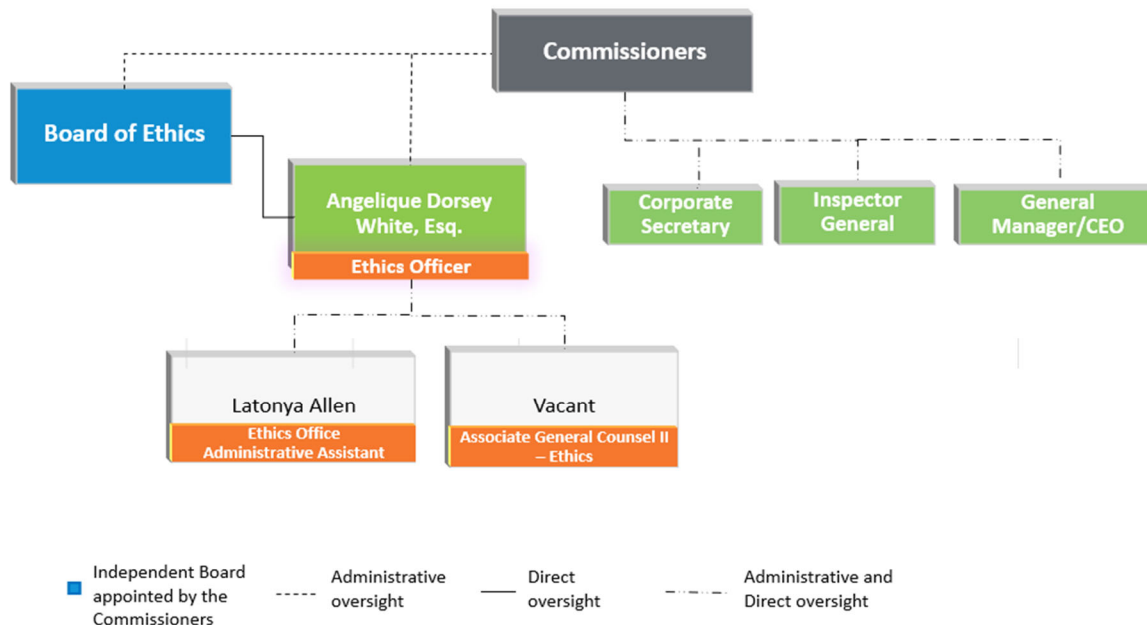 Commissioners
Board of Ethics
Angelique Dorsey
White, Esq.
Ethics Officer
Corporate
Secretary
Inspector
General
General
Manager/CEO
Latonya Allen
Ethics Office
Administrative Assistant
Vacant
Associate General Counsel II
– Ethics
Independent Board
appointed by the
Commissioners
Administrative
oversight
Direct
oversight
Administrative and
Direct oversight